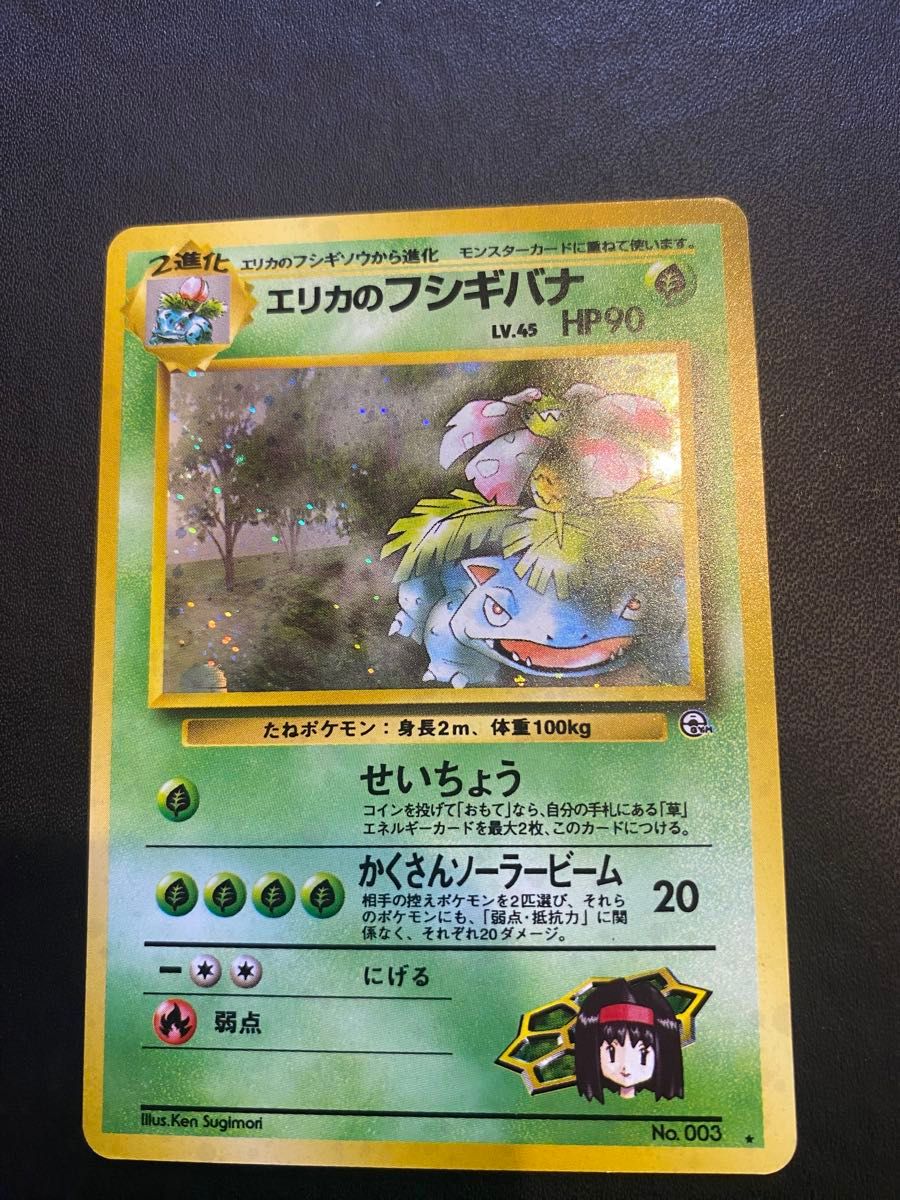 2進化 エリカのフシギソウから進化 モンスターカードに重ねて使います。
エリカのフシギバナ
LV.45 HP90
たねポケモン：身長2m、体重100kg
GYM
せいちょう
コインを投げて「おもて」なら、自分の手札にある「草」
エネルギーカードを最大2枚、このカードにつける。
かくさんソーラービーム 20
相手の控えポケモンを2匹選び、それら
のポケモンにも、「弱点・抵抗力」に関
係なく、それぞれ20ダメージ。
ー にげる
弱点
Illus.Ken Sugimori
No. 003 ★